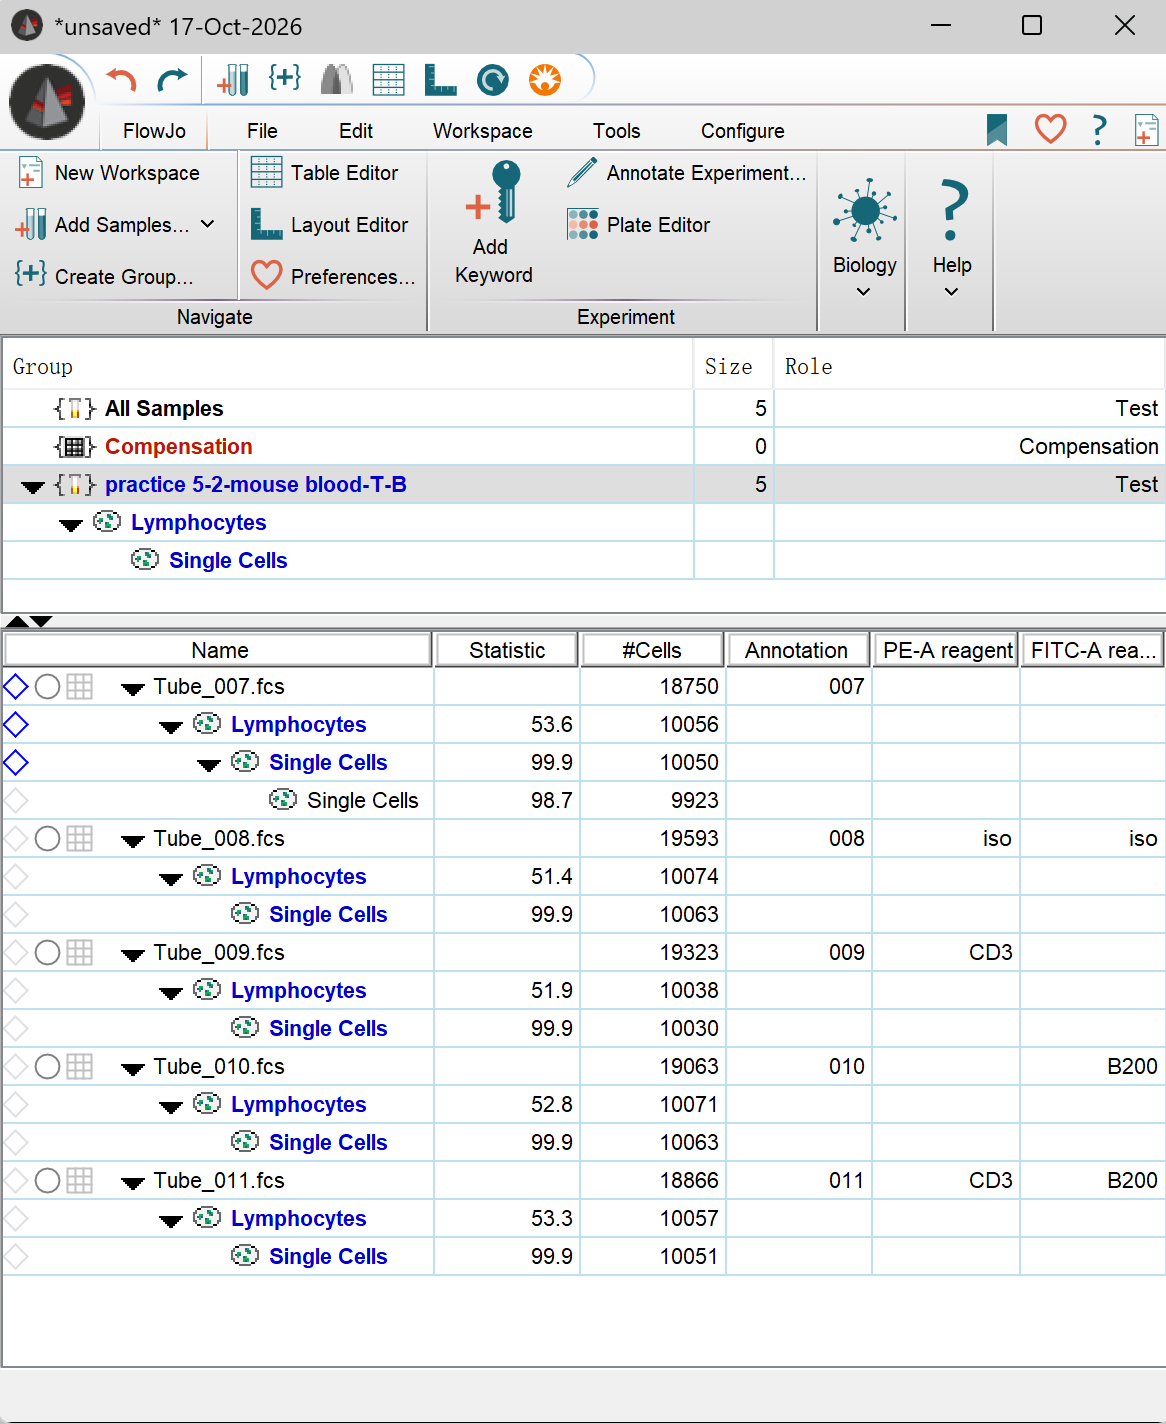 *unsaved* 17-Oct-2026
FlowJo File Edit Workspace Tools Configure
New Workspace
Add Samples...
Create Group...
Table Editor
Layout Editor
Preferences...
Navigate
Add
Keyword
Annotate Experiment...
Plate Editor
Experiment
Biology
Help
Group Size Role
All Samples 5 Test
Compensation 0 Compensation
practice 5-2-mouse blood-T-B 5 Test
Lymphocytes
Single Cells
Name Statistic #Cells Annotation PE-A reagent FITC-A rea...
Tube_007.fcs 18750 007
Lymphocytes 53.6 10056
Single Cells 99.9 10050
Single Cells 98.7 9923
Tube_008.fcs 19593 008 iso iso
Lymphocytes 51.4 10074
Single Cells 99.9 10063
Tube_009.fcs 19323 009 CD3
Lymphocytes 51.9 10038
Single Cells 99.9 10030
Tube_010.fcs 19063 010 B200
Lymphocytes 52.8 10071
Single Cells 99.9 10063
Tube_011.fcs 18866 011 CD3 B200
Lymphocytes 53.3 10057
Single Cells 99.9 10051